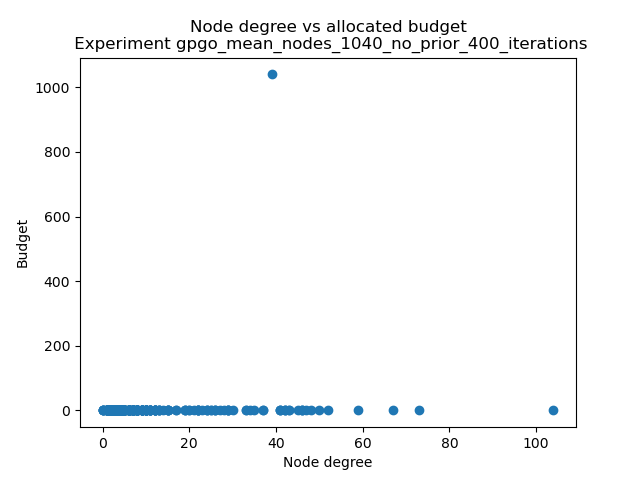 Node degree vs allocated budget
Experiment gpgo_mean_nodes_1040_no_prior_400_iterations
1000
800
600
400
200
0
Budget
0 20 40 60 80 100
Node degree